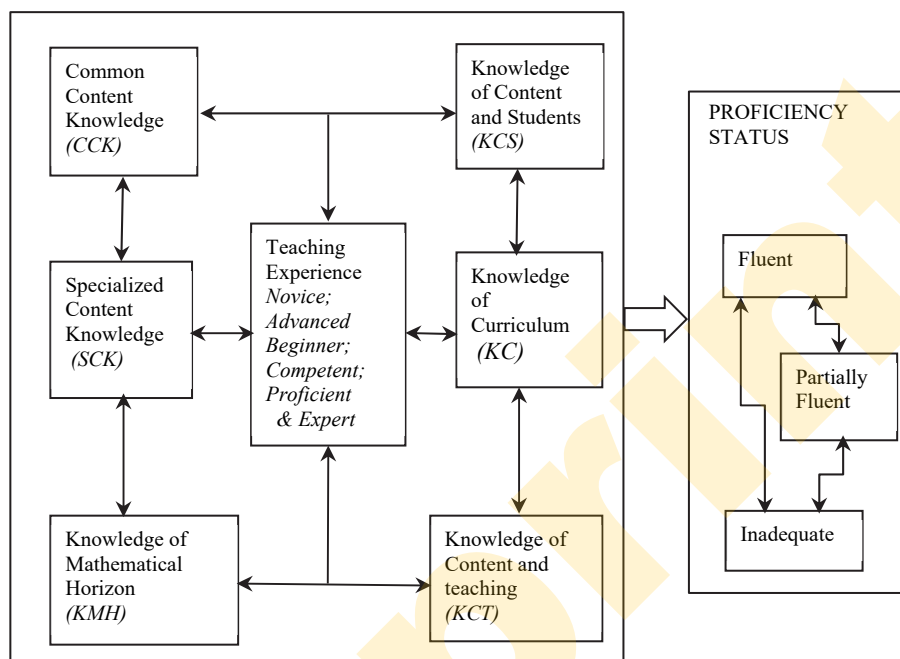 Common
Content
Knowledge
(CCK)
Knowledge
of Content
and Students
(KCS)
Specialized
Content
Knowledge
(SCK)
Teaching
Experience
Novice;
Advanced
Beginner;
Competent;
Proficient
& Expert
Knowledge
of
Curriculum
(KC)
Knowledge of
Mathematical
Horizon
(KMH)
Knowledge of
Content and
teaching
(KCT)
PROFICIENCY
STATUS
Fluent
Partially
Fluent
Inadequate
print